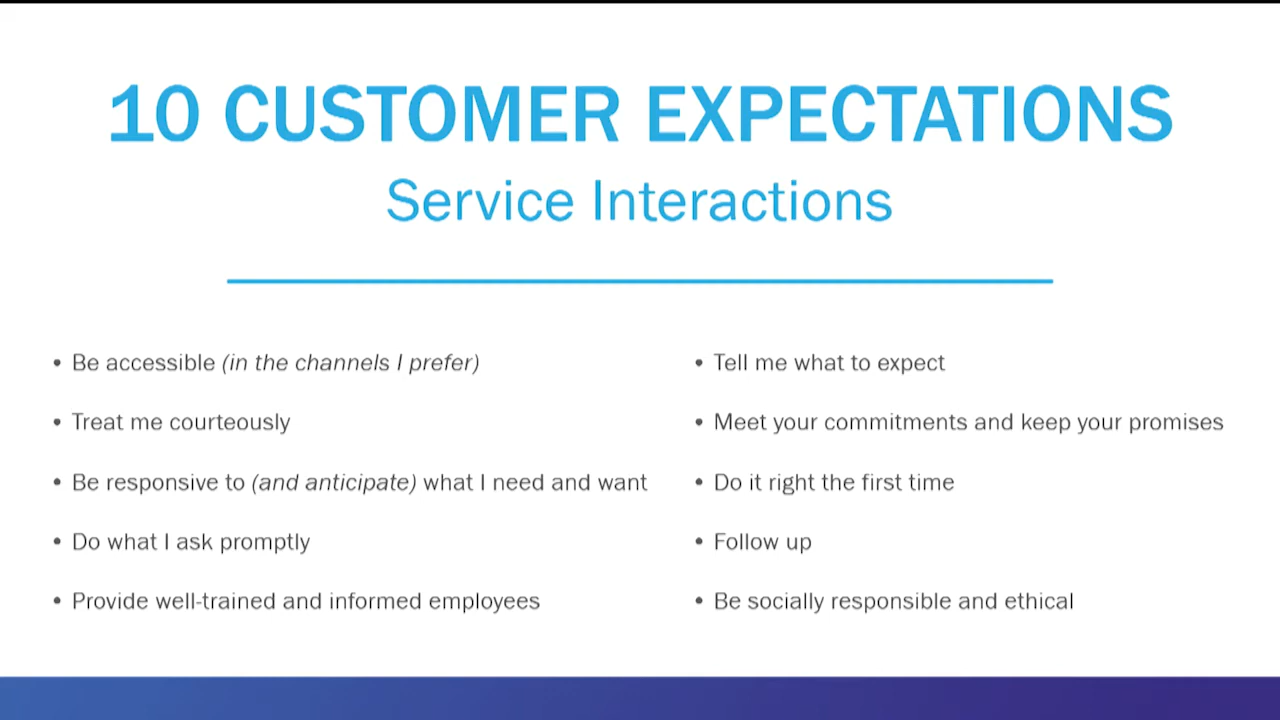 10 CUSTOMER EXPECTATIONS
Service Interactions
• Be accessible (in the channels I prefer)
• Treat me courteously
• Be responsive to (and anticipate) what I need and want
• Do what I ask promptly
• Provide well-trained and informed employees
• Tell me what to expect
• Meet your commitments and keep your promises
• Do it right the first time
• Follow up
• Be socially responsible and ethical